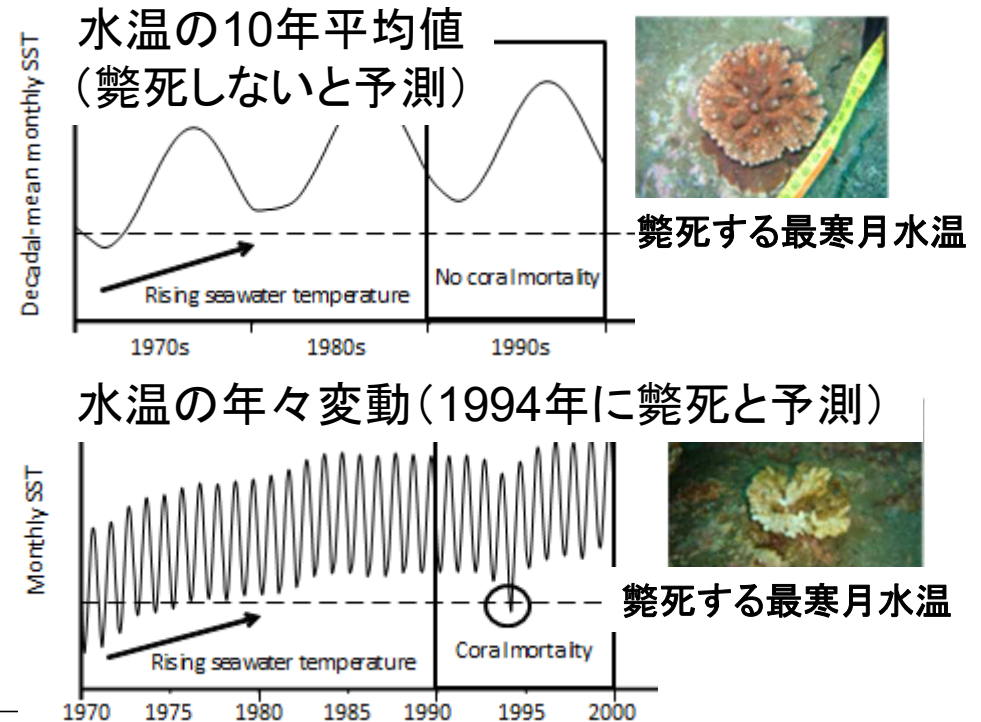 水温の10年平均値
（斃死しないと予測）
Decadal-mean monthly SST
斃死する最寒月水温
No coral mortality
Rising seawater temperature
1970s 1980s 1990s
水温の年々変動（1994年に斃死と予測）
Monthly SST
斃死する最寒月水温
Coral mortality
Rising seawater temperature
1970 1975 1980 1985 1990 1995 2000